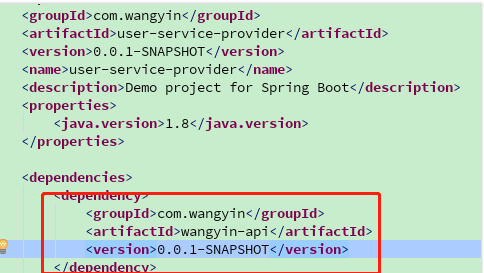 <groupId>com.wangyin</groupId>
<artifactId>user-service-provider</artifactId>
<version>0.0.1-SNAPSHOT</version>
<name>user-service-provider</name>
<description>Demo project for Spring Boot</description>
<properties>
<java.version>1.8</java.version>
</properties>
<dependencies>
<dependency>
<groupId>com.wangyin</groupId>
<artifactId>wangyin-api</artifactId>
<version>0.0.1-SNAPSHOT</version>
</dependency>